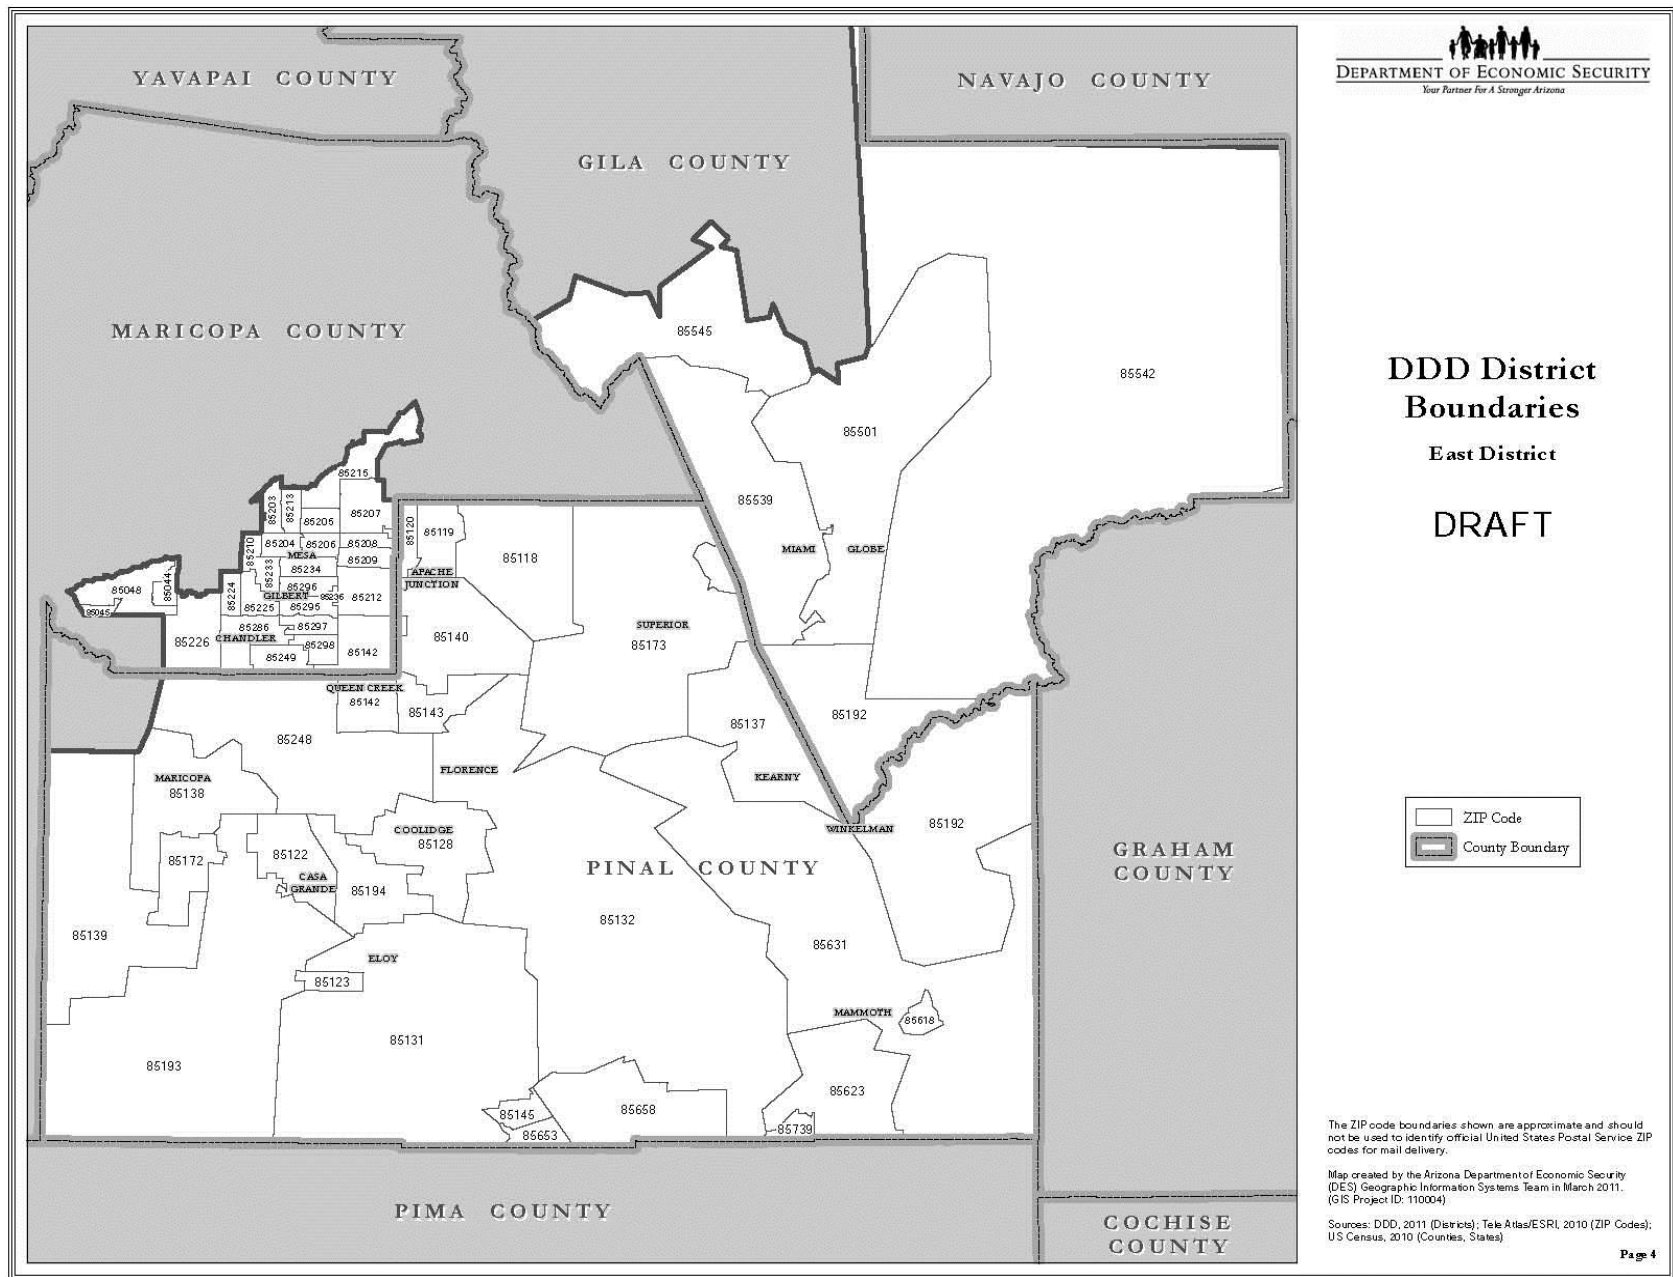 YAVAPAI COUNTY
NAVAJO COUNTY
GILA COUNTY
MARICOPA COUNTY
85545
85542
85501
85215
85203
85213
85207
85205
85539
85120
85119
85210
85204
85206
85208
MESA
85209
85118
MIAMI
GLOBE
85233
85234
APACHE
JUNCTION
85044
85048
85224
85296
GILBERT
85236
85212
85045
85225
85295
85226
85286
CHANDLER
85297
85298
85249
85142
85140
SUPERIOR
85173
QUEEN CREEK
85142
85143
85137
85192
85248
FLORENCE
KEARNY
MARICOPA
85138
WINKELMAN
85192
COOLIDGE
85128
85172
85122
CASA
GRANDE
85194
PINAL COUNTY
GRAHAM
COUNTY
85139
85132
85631
ELOY
85123
MAMMOTH
85618
85131
85193
85145
85653
85658
85623
85739
PIMA COUNTY
COCHISE
COUNTY
DEPARTMENT OF ECONOMIC SECURITY
Your Partner For A Stronger Arizona
DDD District
Boundaries
East District
DRAFT
ZIP Code
County Boundary
The ZIP code boundaries shown are approximate and should
not be used to identify official United States Postal Service ZIP
codes for mail delivery.
Map created by the Arizona Department of Economic Security
(DES) Geographic Information Systems Team in March 2011.
(GIS Project ID: 110004)
Sources: DDD, 2011 (Districts); Tele Atlas/ESRI, 2010 (ZIP Codes);
US Census, 2010 (Counties, States)
Page 4